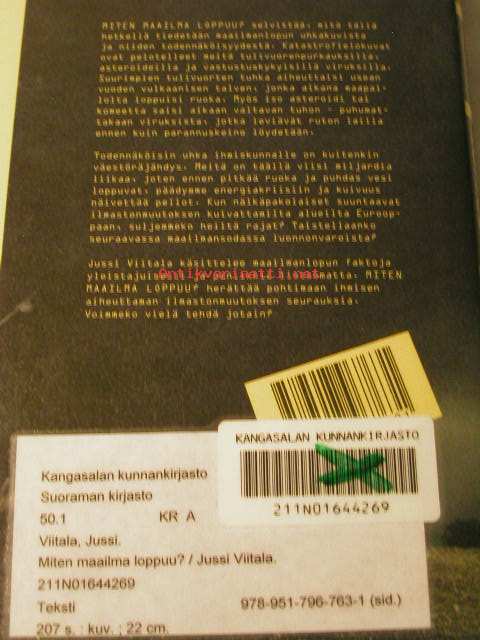 MITEN MAAILMA LOPPUU? selvittää, mitä tällä
hetkellä tiedetään maailmanlopun uhkakuvista
ja niiden todennäköisyydestä. Katastrofielokuvat
ovat pelotelleet meitä tulivuorenpurkauksilla,
asteroideilla ja vastustuskykyisillä viruksilla.
Suurimpien tulivuorten tuhka aiheuttaisi usean
vuoden vulkaanisen talven, jonka aikana maapal-
lolta loppuisi ruoka. Myös iso asteroidi tai
komeetta saisi aikaan valtavan tuhon - puhumat-
takaan viruksista, jotka leviävät ruton lailla
ennen kuin parannuskeino löydetään.
Todennäköisin uhka ihmiskunnalle on kuitenkin
väestöräjähdys. Meitä on täällä viisi miljardia
liikaa, joten ennen pitkää ruoka ja puhdas vesi
loppuvat, päädymme energiakriisiin ja kuivuus
näivettää pellot. Kun nälkäpakolaiset suuntaavat
ilmastonmuutoksen kuivattamilta alueilta Euroop-
paan, suljemmeko heiltä rajat? Taistellaanko
seuraavassa maailmansodassa luonnonvaroista?
Jussi Viitala käsittelee maailmanlopun faktoja
yleistajuisesti ja
Antikvariaatti.net
MITEN
MAAILMA LOPPUU? herättää pohtimaan ihmisen
aiheuttaman ilmastonmuutoksen seurauksia.
Voimmeko vielä tehdä jotain?
KANGASALAN KUNNANKIRJASTO
211N01644269
Kangasalan kunnankirjasto
Suoraman kirjasto
50.1 KR A
Viitala, Jussi.
Miten maailma loppuu? / Jussi Viitala.
211N01644269
Teksti 978-951-796-763-1 (sid.)
207 s. : kuv. ; 22 cm.